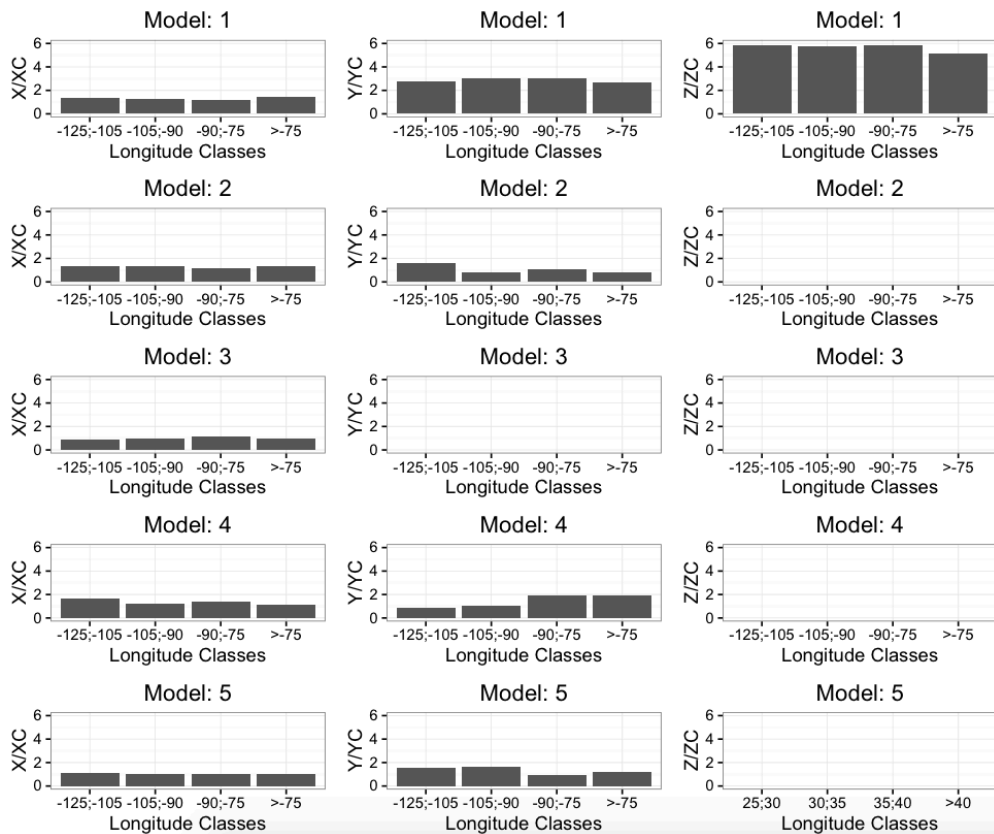 Model: 1 Model: 1 Model: 1
X/XC 6 4 2 0 Y/YC 6 4 2 0 Z/ZC 6 4 2 0
-125;-105 -105;-90 -90;-75 >-75 -125;-105 -105;-90 -90;-75 >-75 -125;-105 -105;-90 -90;-75 >-75
Longitude Classes Longitude Classes Longitude Classes
Model: 2 Model: 2 Model: 2
X/XC 6 4 2 0 Y/YC 6 4 2 0 Z/ZC 6 4 2 0
-125;-105 -105;-90 -90;-75 >-75 -125;-105 -105;-90 -90;-75 >-75 -125;-105 -105;-90 -90;-75 >-75
Longitude Classes Longitude Classes Longitude Classes
Model: 3 Model: 3 Model: 3
X/XC 6 4 2 0 Y/YC 6 4 2 0 Z/ZC 6 4 2 0
-125;-105 -105;-90 -90;-75 >-75 -125;-105 -105;-90 -90;-75 >-75 -125;-105 -105;-90 -90;-75 >-75
Longitude Classes Longitude Classes Longitude Classes
Model: 4 Model: 4 Model: 4
X/XC 6 4 2 0 Y/YC 6 4 2 0 Z/ZC 6 4 2 0
-125;-105 -105;-90 -90;-75 >-75 -125;-105 -105;-90 -90;-75 >-75 -125;-105 -105;-90 -90;-75 >-75
Longitude Classes Longitude Classes Longitude Classes
Model: 5 Model: 5 Model: 5
X/XC 6 4 2 0 Y/YC 6 4 2 0 Z/ZC 6 4 2 0
-125;-105 -105;-90 -90;-75 >-75 -125;-105 -105;-90 -90;-75 >-75 25;30 30;35 35;40 >40
Longitude Classes Longitude Classes Longitude Classes